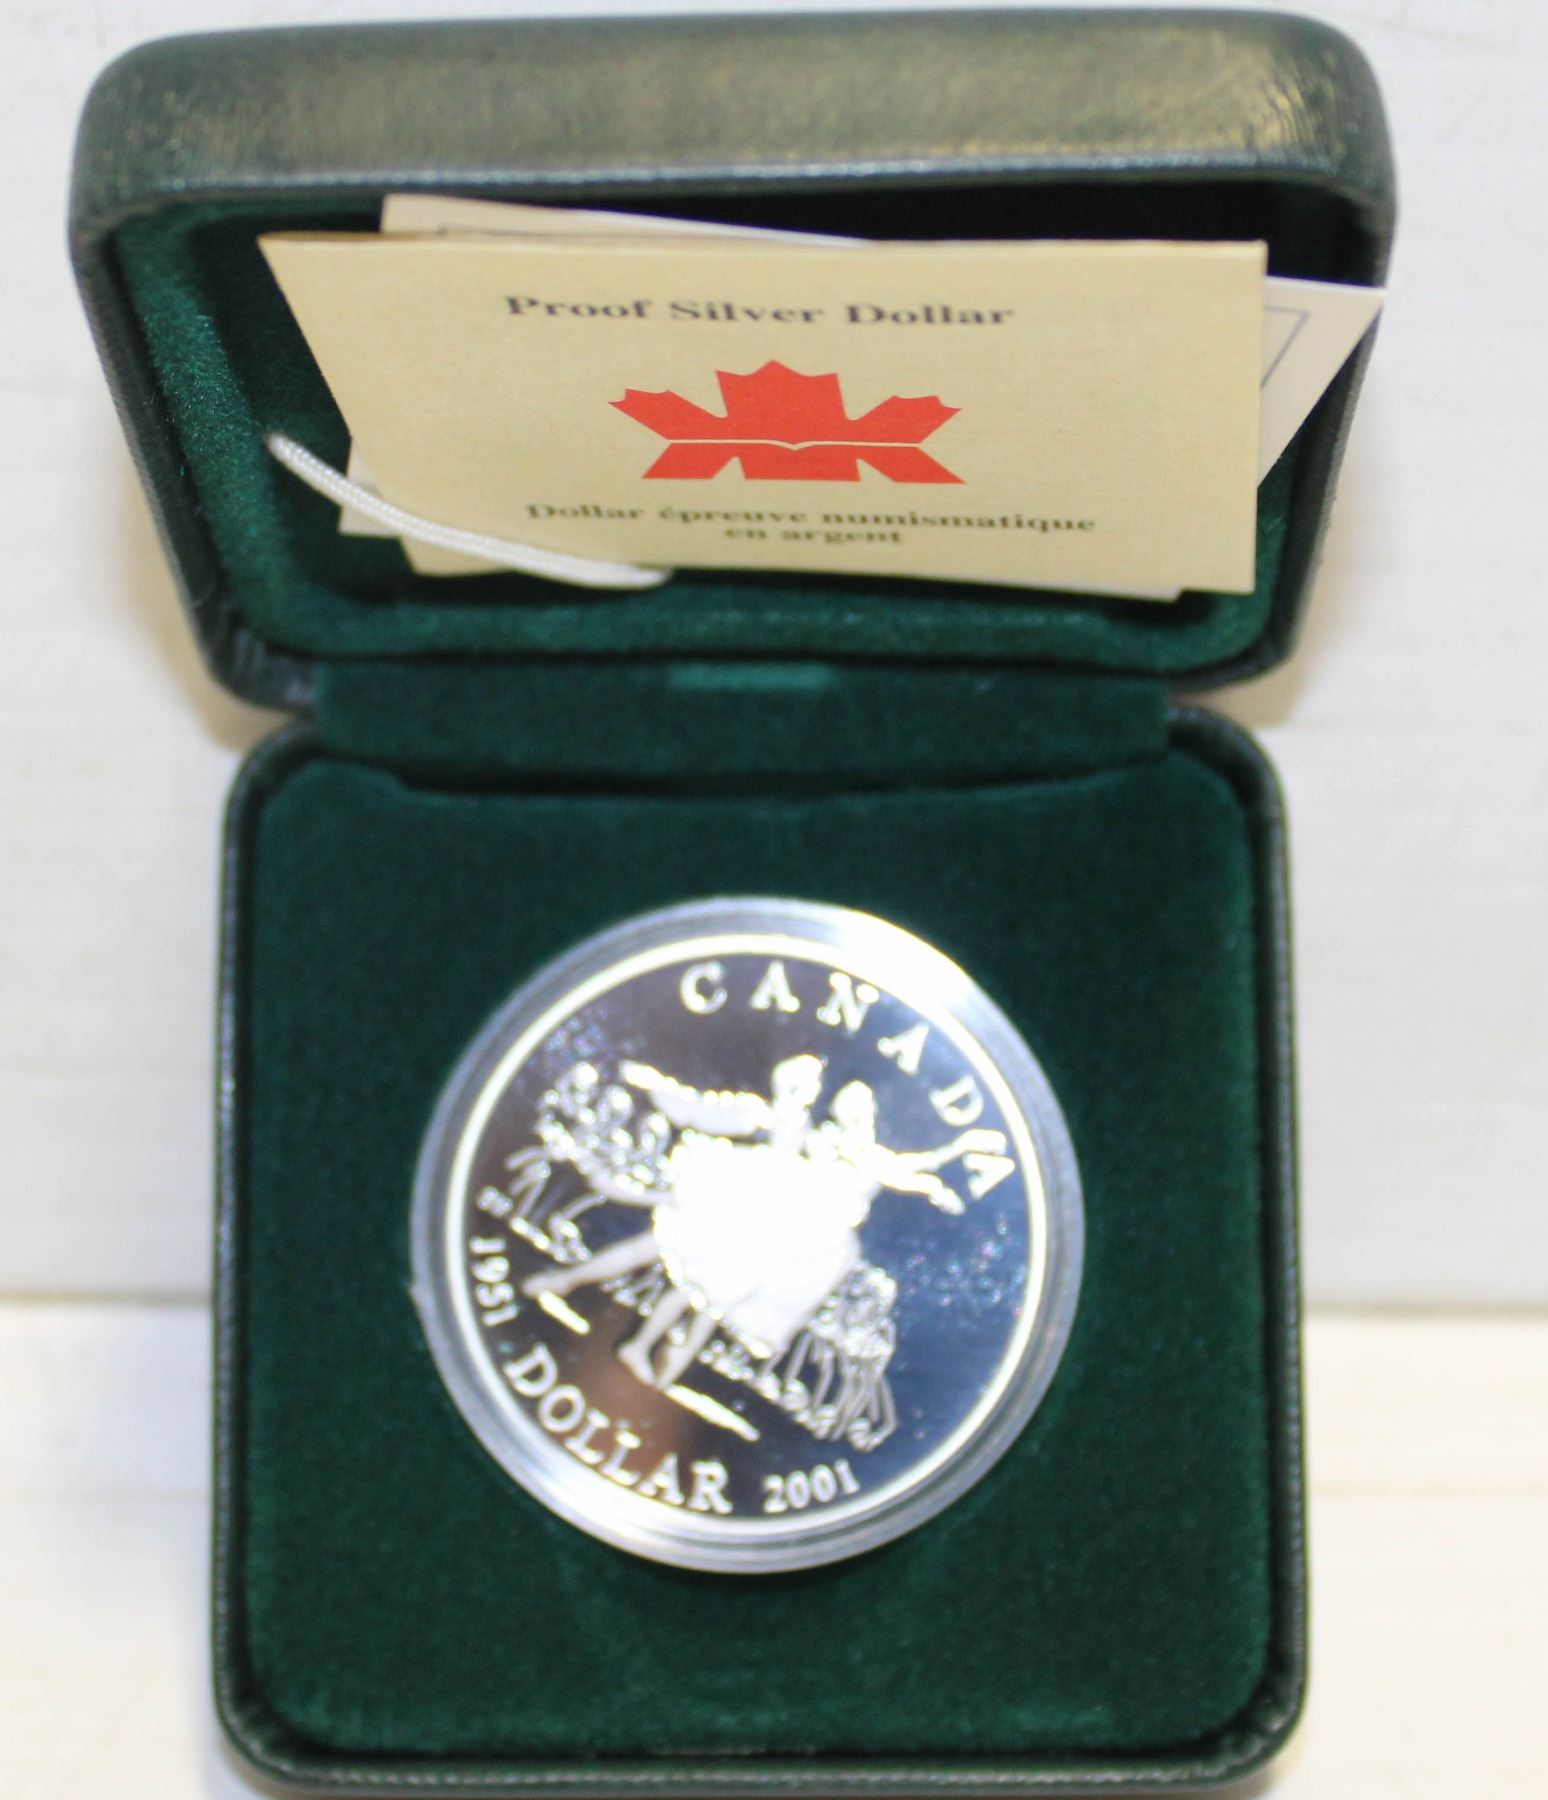 Proof Silver Dollar
Dollar épreuve numismatique
en argent
CANADA
1951 DOLLAR 2001